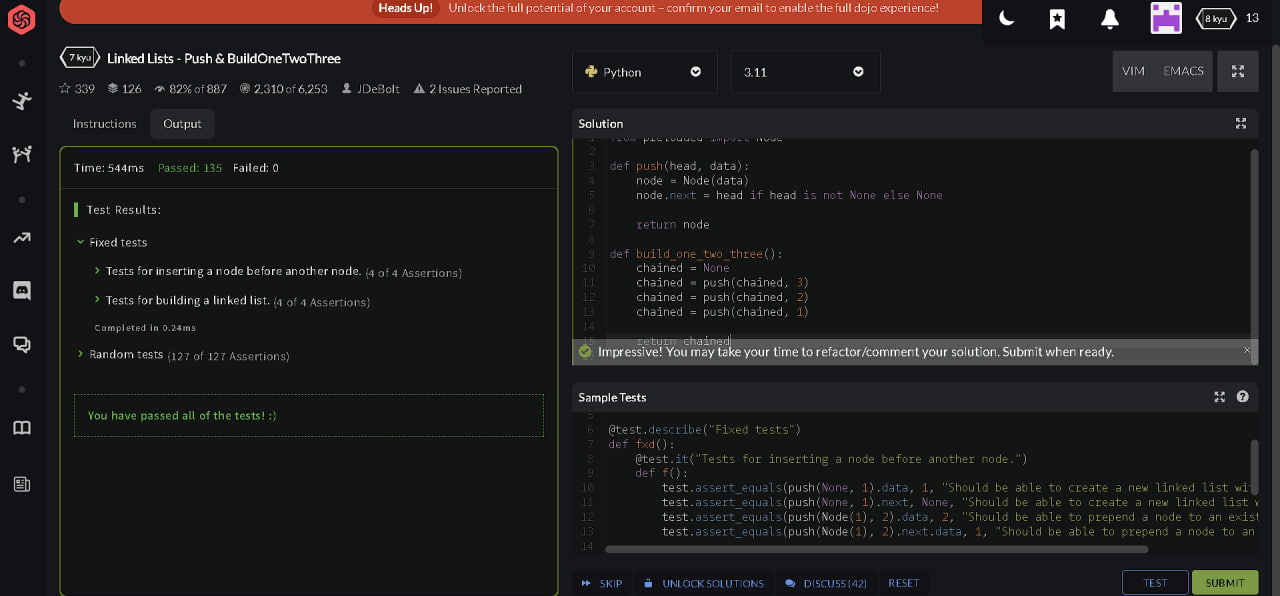 Heads Up! Unlock the full potential of your account – confirm your email to enable the full dojo experience!
8 kyu 13
7 kyu Linked Lists - Push & BuildOneTwoThree
339 126 82% of 887 2,310 of 6,253 JDeBolt 2 Issues Reported
Instructions Output
Time: 544ms Passed: 135 Failed: 0
Test Results:
Fixed tests
Tests for inserting a node before another node. (4 of 4 Assertions)
Tests for building a linked list. (4 of 4 Assertions)
Completed in 0.24ms
Random tests (127 of 127 Assertions)
You have passed all of the tests! :)
Python 3.11 VIM EMACS
Solution
1 from preloaded import Node
2
3 def push(head, data):
4 node = Node(data)
5 node.next = head if head is not None else None
6
7 return node
8
9 def build_one_two_three():
10 chained = None
11 chained = push(chained, 3)
12 chained = push(chained, 2)
13 chained = push(chained, 1)
14
15 return chained
Impressive! You may take your time to refactor/comment your solution. Submit when ready.
Sample Tests
5
6 @test.describe("Fixed tests")
7 def fxd():
8 @test.it("Tests for inserting a node before another node.")
9 def f():
10 test.assert_equals(push(None, 1).data, 1, "Should be able to create a new linked list wit
11 test.assert_equals(push(None, 1).next, None, "Should be able to create a new linked list w
12 test.assert_equals(push(Node(1), 2).data, 2, "Should be able to prepend a node to an exist
13 test.assert_equals(push(Node(1), 2).next.data, 1, "Should be able to prepend a node to an
14
SKIP UNLOCK SOLUTIONS DISCUSS (42) RESET TEST SUBMIT